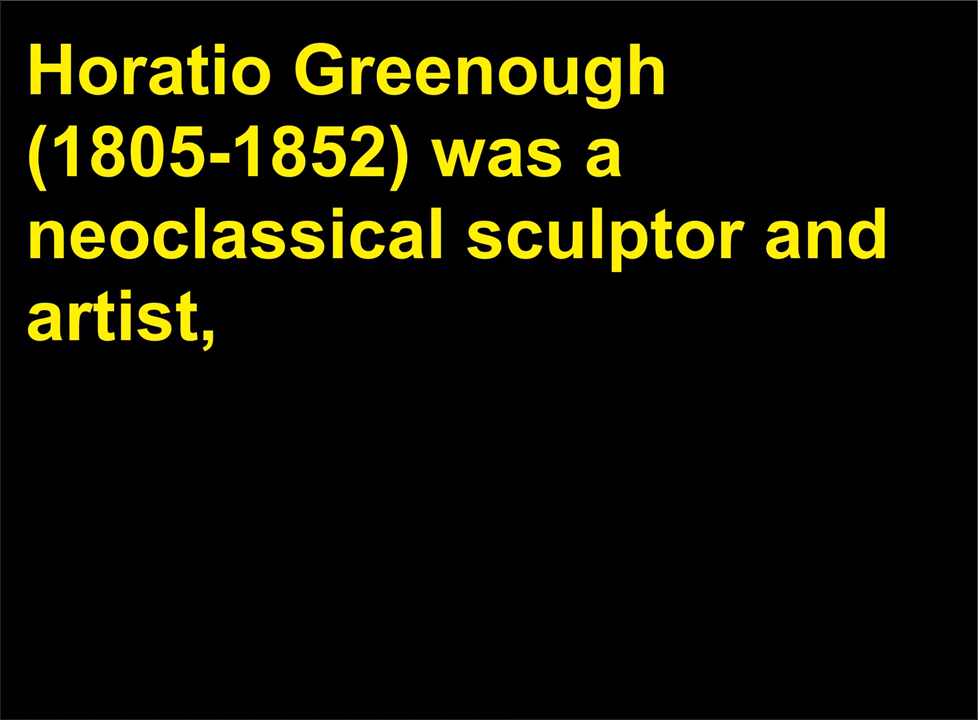 Horatio Greenough
(1805-1852) was a
neoclassical sculptor and
artist,